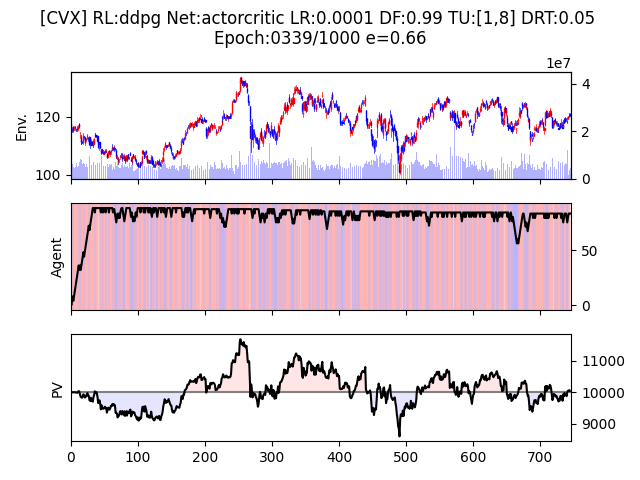 [CVX] RL:ddpg Net:actorcritic LR:0.0001 DF:0.99 TU:[1,8] DRT:0.05
Epoch:0339/1000 e=0.66
1e7
Env.
120
100
4
2
0
Agent
50
0
PV
11000
10000
9000
0 100 200 300 400 500 600 700